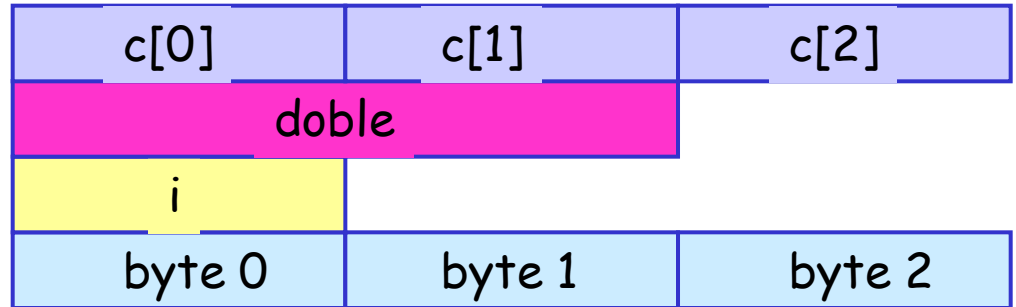 c[0] c[1] c[2]
doble
i
byte 0 byte 1 byte 2